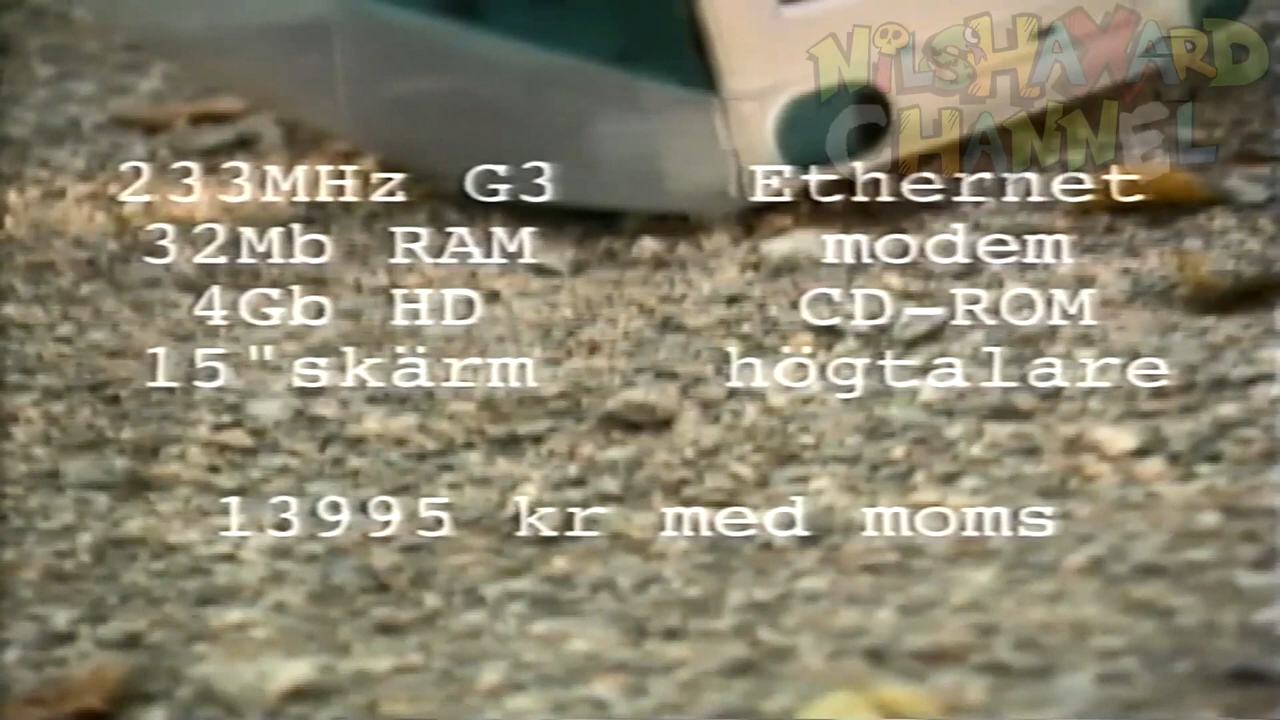 NILSHAXARD
CHANNEL
233MHz G3
32Mb RAM
4Gb HD
15"skärm
Ethernet
modem
CD-ROM
högtalare
13995 kr med moms